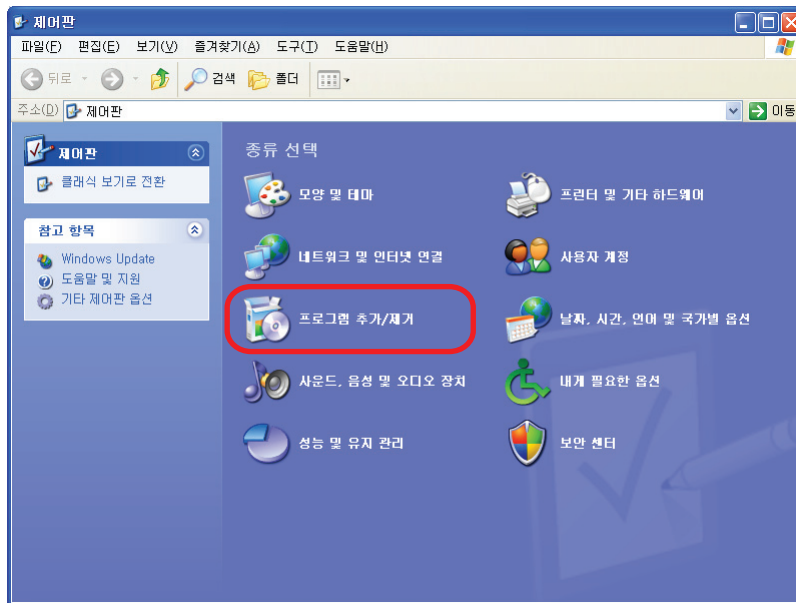 제어판
파일(F) 편집(E) 보기(V) 즐겨찾기(A) 도구(T) 도움말(H)
뒤로 검색 폴더
주소(D) 제어판 이동
제어판
클래식 보기로 전환
참고 항목
Windows Update
도움말 및 지원
기타 제어판 옵션
종류 선택
모양 및 테마
프린터 및 기타 하드웨어
네트워크 및 인터넷 연결
사용자 계정
프로그램 추가/제거
날짜, 시간, 언어 및 국가별 옵션
사운드, 음성 및 오디오 장치
내게 필요한 옵션
성능 및 유지 관리
보안 센터